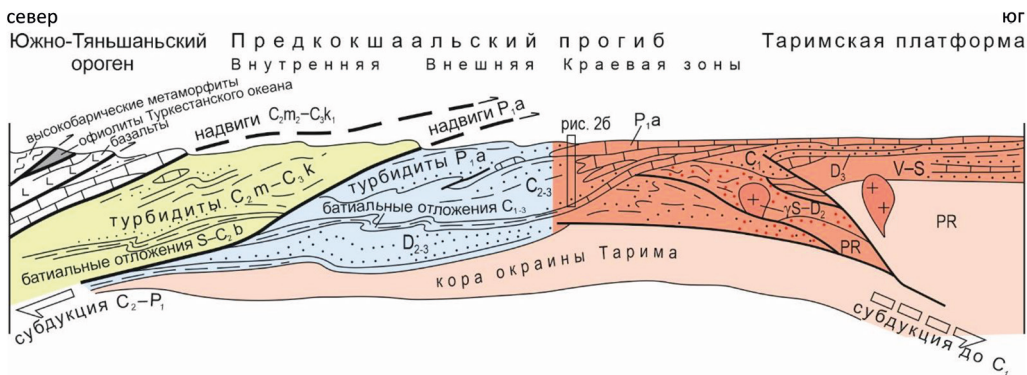 север
юг
Южно-Тяньшаньский
ороген
Предкокшаальский прогиб
Внутренняя Внешняя Краевая зоны
Таримская платформа
высокобарические метаморфиты
офиолиты Туркестанского океана
базальты
надвиги C₂m₂–C₃k₁
надвиги P₁a
рис. 2б
P₁a
турбидиты C₂m–C₃k
турбидиты P₁a
C₂₋₃
C₁
D₃
V–S
батиальные отложения C₁₋₃
γS–D₂
PR
батиальные отложения S–C₂b
D₂₋₃
PR
кора окраины Тарима
субдукция C₂–P₁
субдукция до C₁